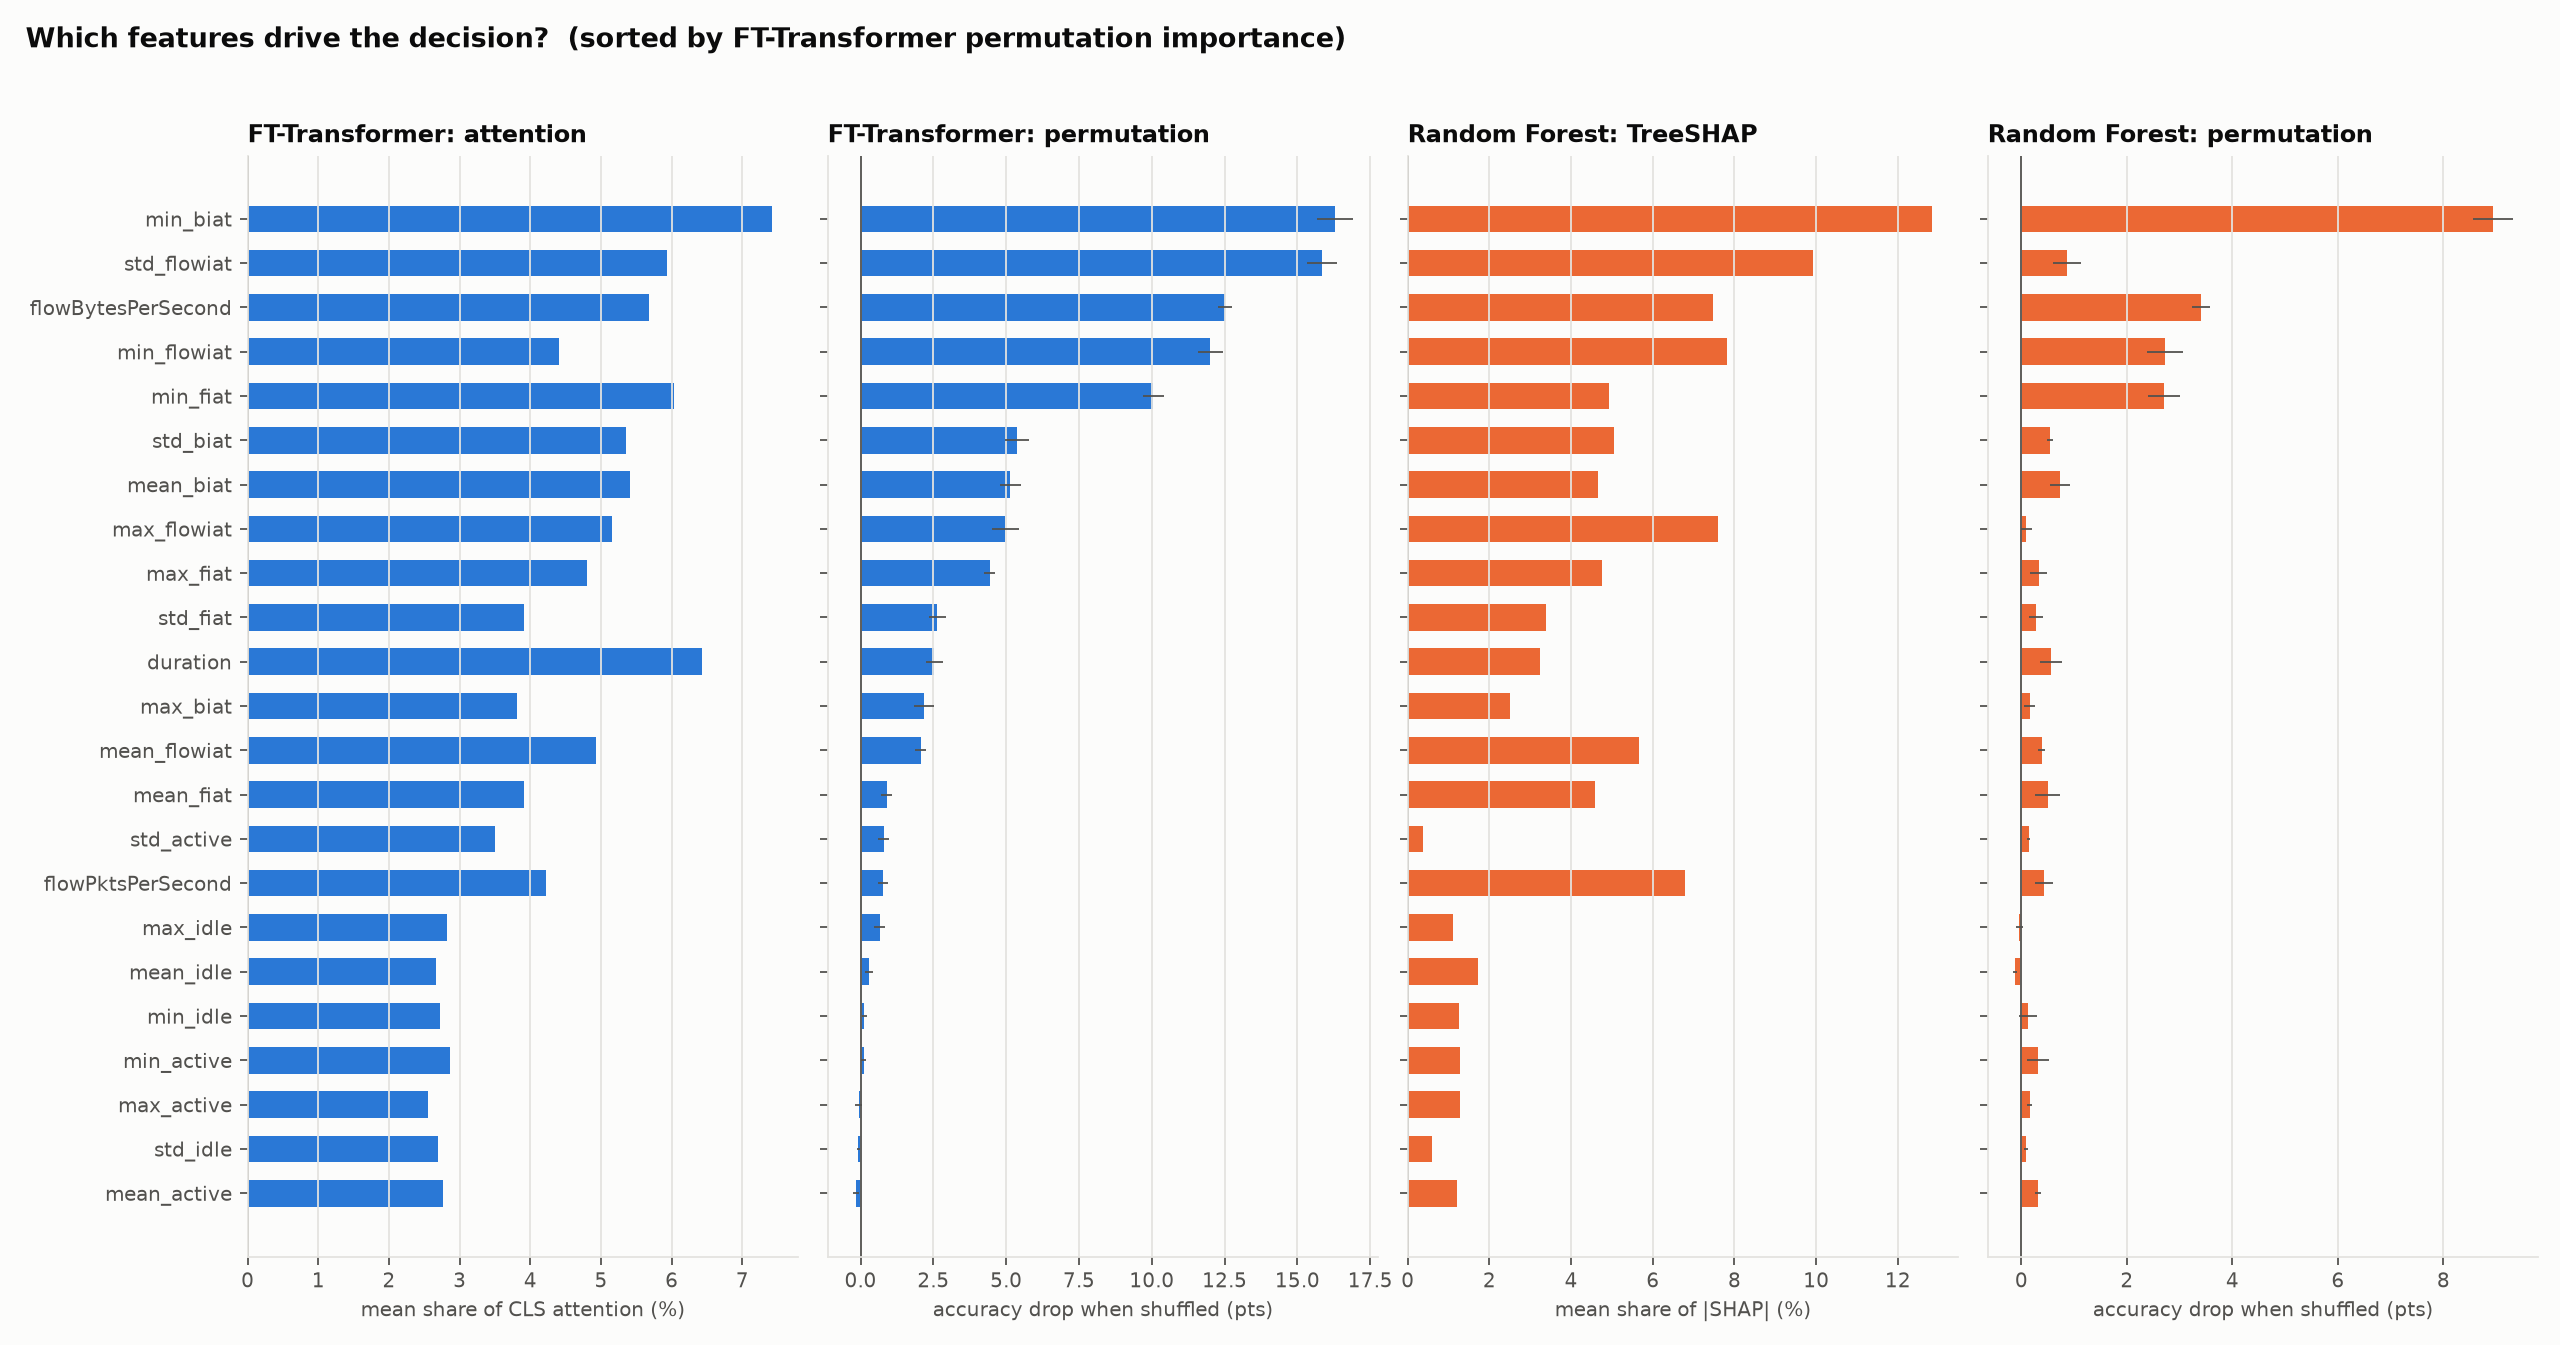 Which features drive the decision?  (sorted by FT-Transformer permutation importance)
FT-Transformer: attention
FT-Transformer: permutation
Random Forest: TreeSHAP
Random Forest: permutation
min_biat
std_flowiat
flowBytesPerSecond
min_flowiat
min_fiat
std_biat
mean_biat
max_flowiat
max_fiat
std_fiat
duration
max_biat
mean_flowiat
mean_fiat
std_active
flowPktsPerSecond
max_idle
mean_idle
min_idle
min_active
max_active
std_idle
mean_active
0 1 2 3 4 5 6 7
mean share of CLS attention (%)
0.0 2.5 5.0 7.5 10.0 12.5 15.0 17.5
accuracy drop when shuffled (pts)
0 2 4 6 8 10 12
mean share of |SHAP| (%)
0 2 4 6 8
accuracy drop when shuffled (pts)